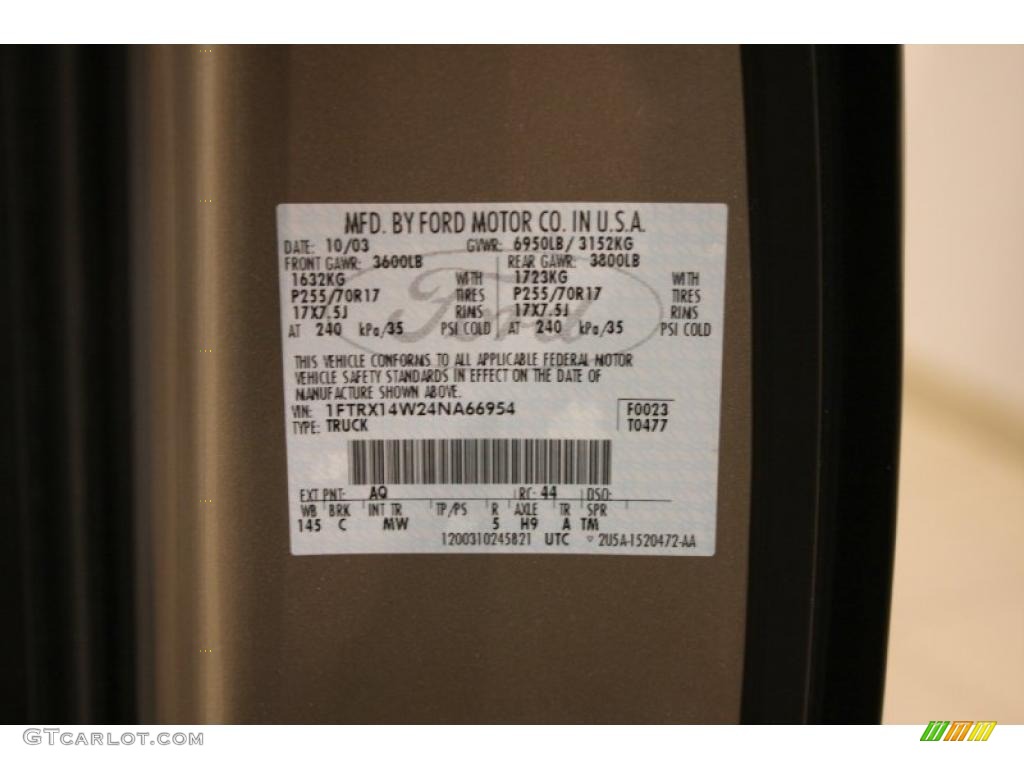 MFD. BY FORD MOTOR CO. IN U.S.A.
DATE: 10/03 GVWR: 6950LB / 3152KG
FRONT GAWR: 3600LB REAR GAWR: 3800LB
1632KG WITH 1723KG WITH
P255/70R17 TIRES P255/70R17 TIRES
17X7.5J RIMS 17X7.5J RIMS
AT 240 kPa/35 PSI COLD AT 240 kPa/35 PSI COLD
Ford
THIS VEHICLE CONFORMS TO ALL APPLICABLE FEDERAL MOTOR
VEHICLE SAFETY STANDARDS IN EFFECT ON THE DATE OF
MANUFACTURE SHOWN ABOVE.
VIN: 1FTRX14W24NA66954 F0023
TYPE: TRUCK T0477
EXT PNT: AQ RC: 44 DSO:
WB BRK INT TR TP/PS R AXLE TR SPR
145 C MW 5 H9 A TM
1200310245821 UTC 2U5A-1520472-AA
GTCARLOT.COM